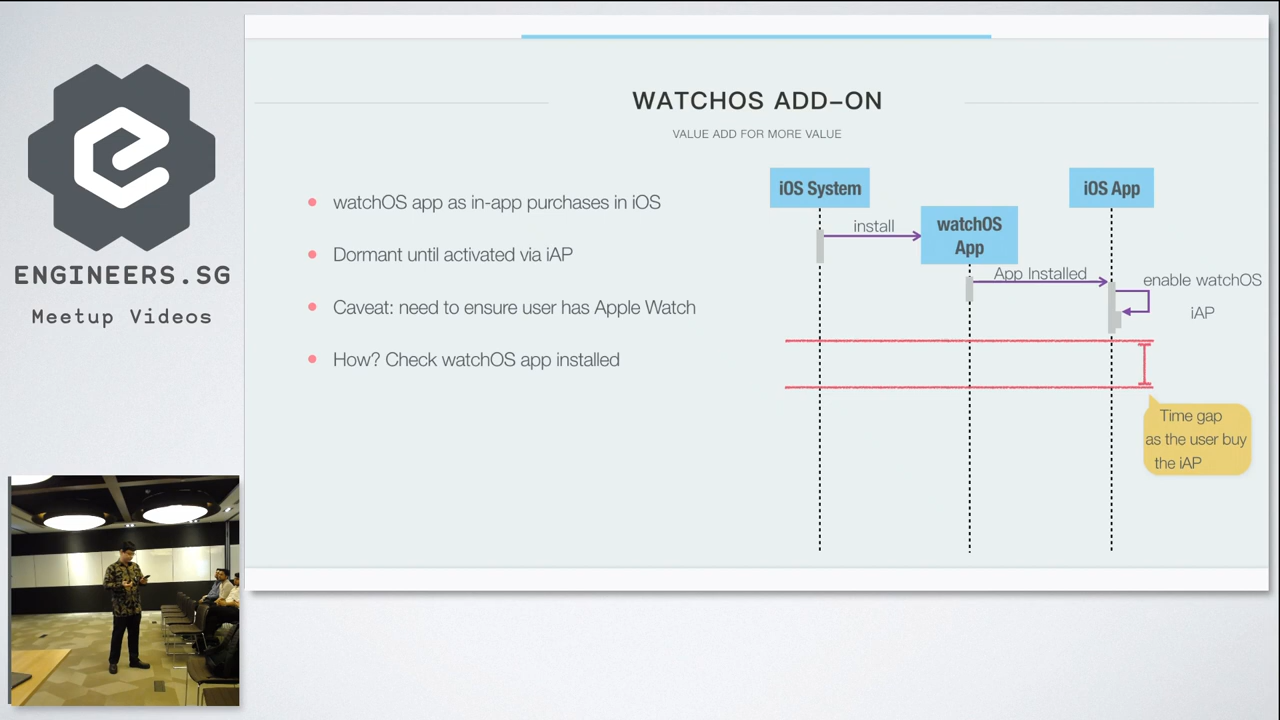 ENGINEERS.SG
Meetup Videos
WATCHOS ADD–ON
VALUE ADD FOR MORE VALUE
watchOS app as in-app purchases in iOS
Dormant until activated via iAP
Caveat: need to ensure user has Apple Watch
How? Check watchOS app installed
iOS System
iOS App
install
watchOS
App
App Installed
enable watchOS
iAP
Time gap
as the user buy
the iAP